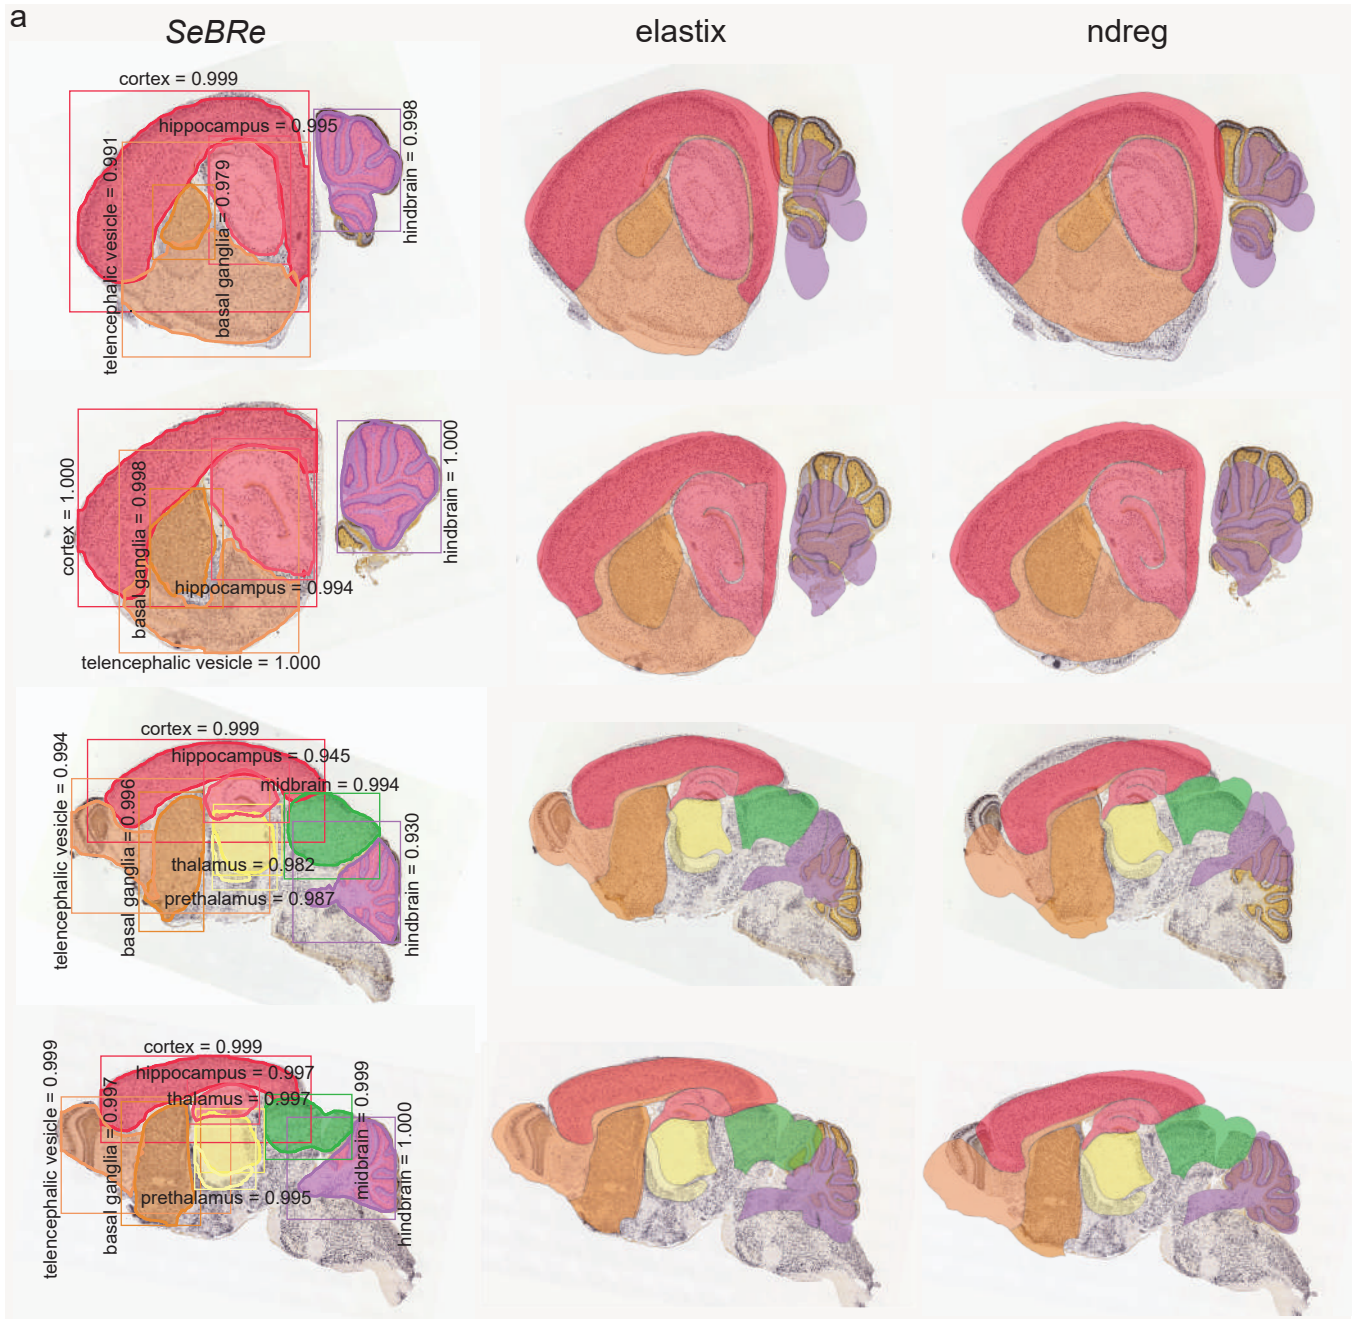 a
SeBRe
elastix
ndreg
cortex = 0.999
hippocampus = 0.995
telencephalic vesicle = 0.991
basal ganglia = 0.979
hindbrain = 0.998
cortex = 1.000
basal ganglia = 0.998
hippocampus = 0.994
hindbrain = 1.000
telencephalic vesicle = 1.000
cortex = 0.999
hippocampus = 0.945
midbrain = 0.994
telencephalic vesicle = 0.994
basal ganglia = 0.996
thalamus = 0.982
prethalamus = 0.987
hindbrain = 0.930
cortex = 0.999
hippocampus = 0.997
thalamus = 0.997
telencephalic vesicle = 0.999
basal ganglia = 0.997
prethalamus = 0.995
midbrain = 0.999
hindbrain = 1.000